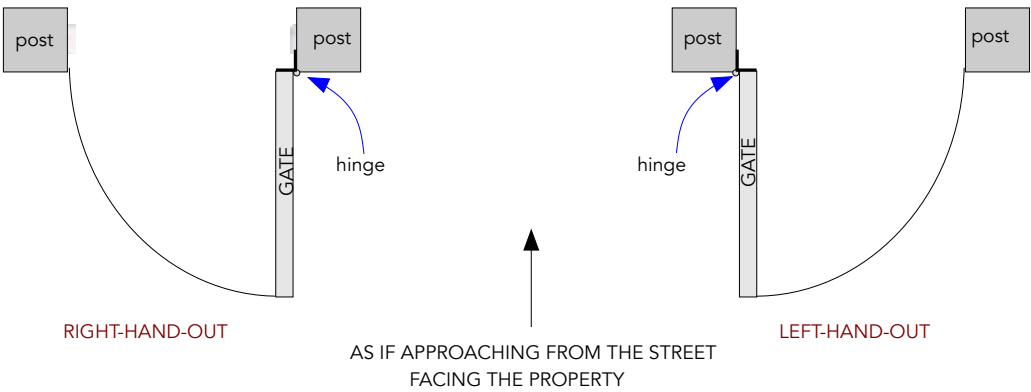 post
post
post
post
hinge
GATE
hinge
GATE
RIGHT-HAND-OUT
LEFT-HAND-OUT
AS IF APPROACHING FROM THE STREET
FACING THE PROPERTY